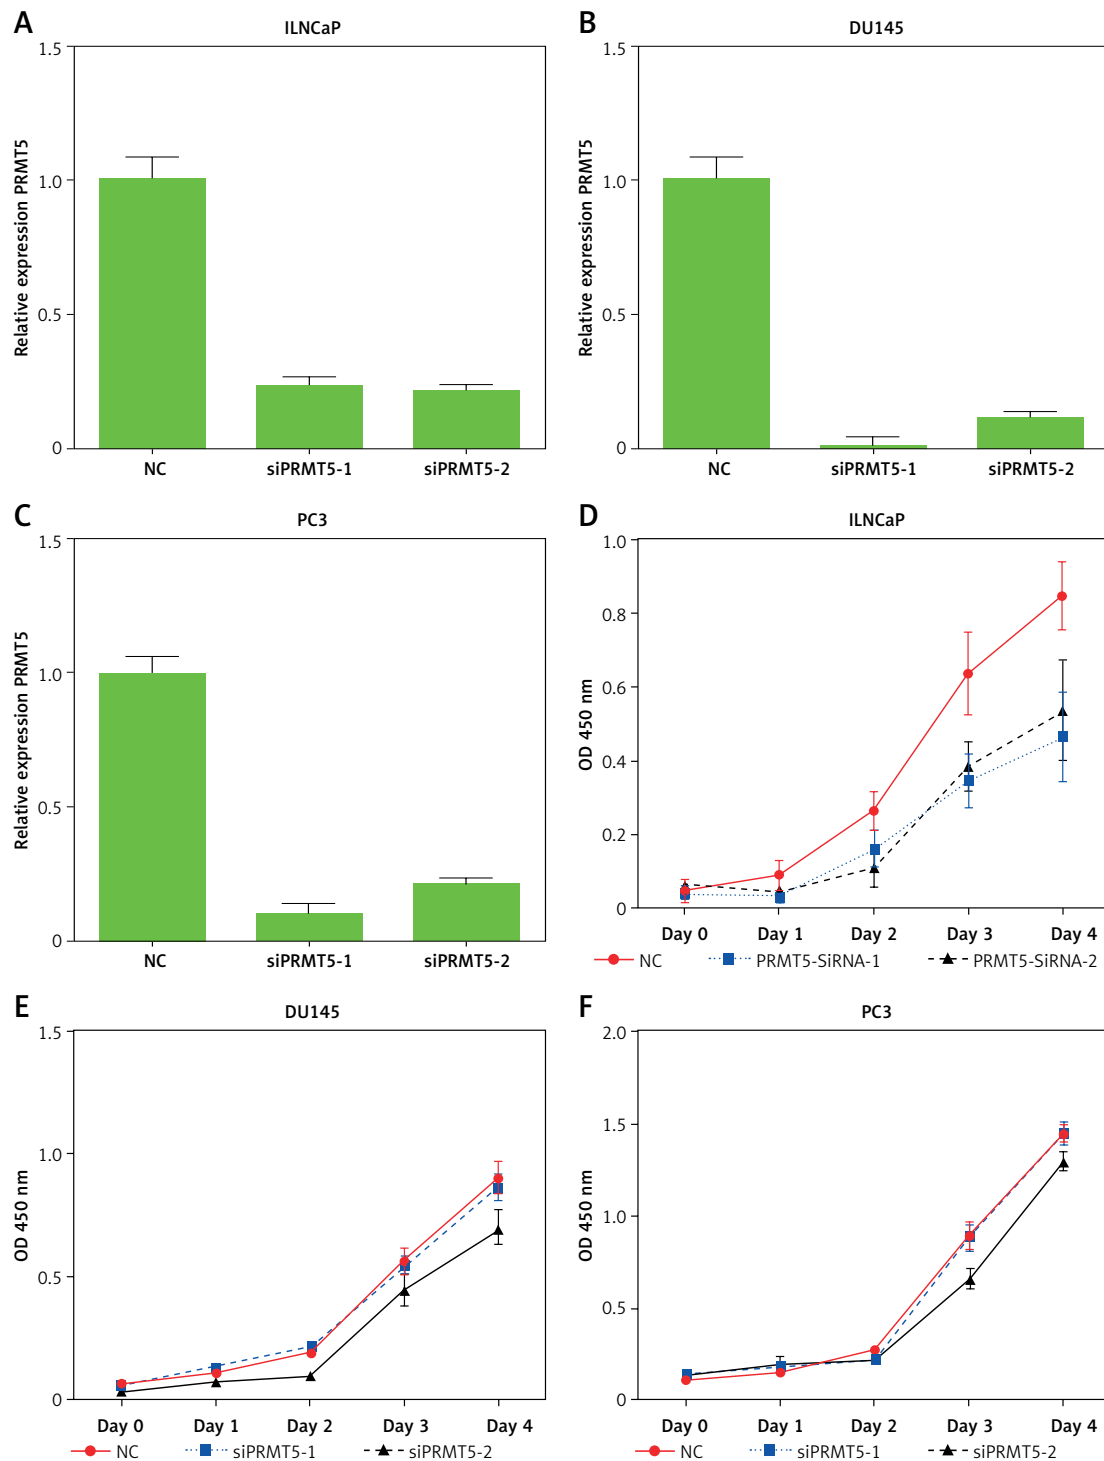 A
ILNCaP
Relative expression PRMT5
1.5
1.0
0.5
0
NC siPRMT5-1 siPRMT5-2
B
DU145
Relative expression PRMT5
1.5
1.0
0.5
0
NC siPRMT5-1 siPRMT5-2
C
PC3
Relative expression PRMT5
1.5
1.0
0.5
0
NC siPRMT5-1 siPRMT5-2
D
ILNCaP
OD 450 nm
1.0
0.8
0.6
0.4
0.2
0
Day 0 Day 1 Day 2 Day 3 Day 4
NC PRMT5-SiRNA-1 PRMT5-SiRNA-2
E
DU145
OD 450 nm
1.5
1.0
0.5
0
Day 0 Day 1 Day 2 Day 3 Day 4
NC siPRMT5-1 siPRMT5-2
F
PC3
OD 450 nm
2.0
1.5
1.0
0.5
0
Day 0 Day 1 Day 2 Day 3 Day 4
NC siPRMT5-1 siPRMT5-2